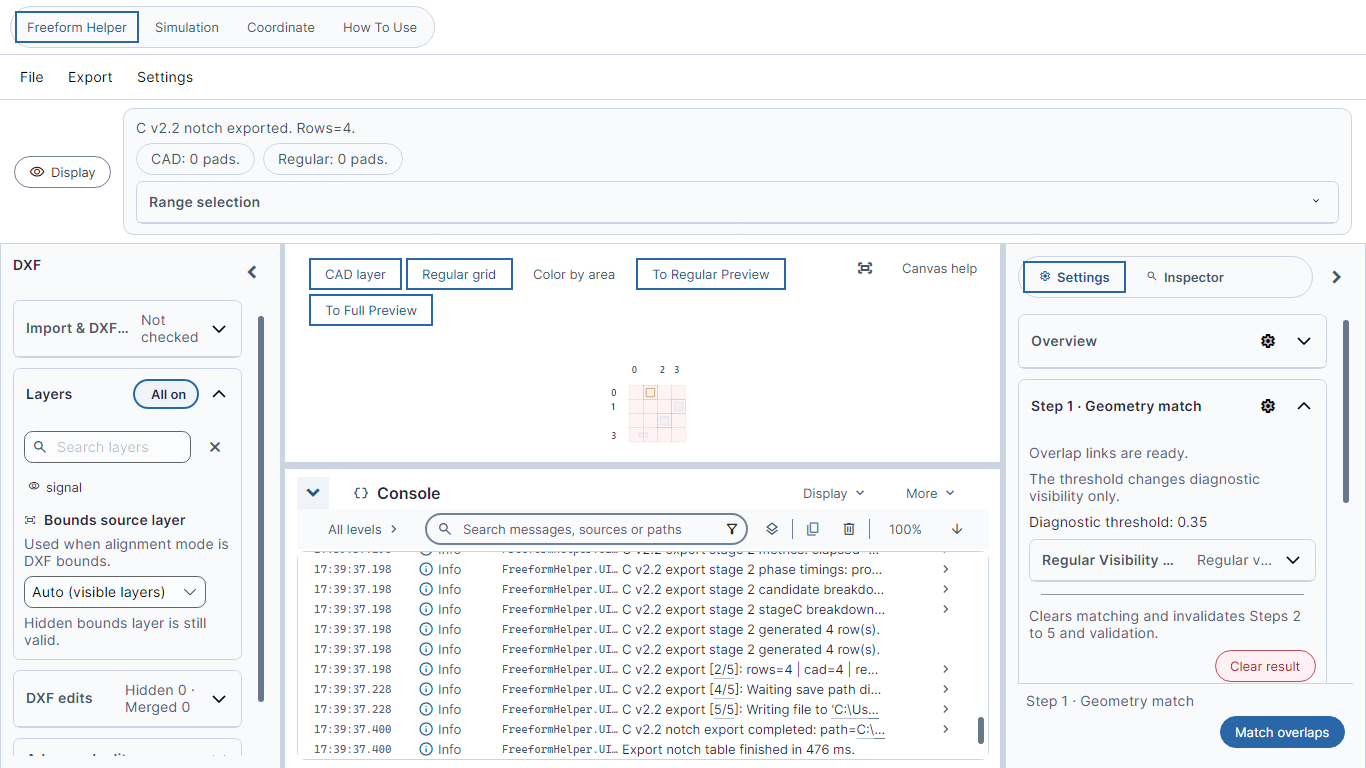 Freeform Helper Simulation Coordinate How To Use
File Export Settings
C v2.2 notch exported. Rows=4.
Display
CAD: 0 pads. Regular: 0 pads.
Range selection
DXF
Import & DXF... Not checked
Layers All on
Search layers
signal
Bounds source layer
Used when alignment mode is
DXF bounds.
Auto (visible layers)
Hidden bounds layer is still
valid.
DXF edits Hidden 0 ·
Merged 0
CAD layer Regular grid Color by area To Regular Preview
To Full Preview
Canvas help
0 2 3
0
1
3
{} Console Display More
All levels Search messages, sources or paths 100%
17:39:37.198 Info FreeformHelper.UI… C v2.2 export stage 2 phase timings: pro...
17:39:37.198 Info FreeformHelper.UI… C v2.2 export stage 2 candidate breakdo...
17:39:37.198 Info FreeformHelper.UI… C v2.2 export stage 2 stageC breakdown...
17:39:37.198 Info FreeformHelper.UI… C v2.2 export stage 2 generated 4 row(s).
17:39:37.198 Info FreeformHelper.UI… C v2.2 export stage 2 generated 4 row(s).
17:39:37.198 Info FreeformHelper.UI… C v2.2 export [2/5]: rows=4 | cad=4 | re...
17:39:37.228 Info FreeformHelper.UI… C v2.2 export [4/5]: Waiting save path di...
17:39:37.228 Info FreeformHelper.UI… C v2.2 export [5/5]: Writing file to 'C:\Us...
17:39:37.400 Info FreeformHelper.UI… C v2.2 notch export completed: path=C:\...
17:39:37.400 Info FreeformHelper.UI… Export notch table finished in 476 ms.
Settings Inspector
Overview
Step 1 · Geometry match
Overlap links are ready.
The threshold changes diagnostic
visibility only.
Diagnostic threshold: 0.35
Regular Visibility ... Regular v...
Clears matching and invalidates Steps 2
to 5 and validation.
Clear result
Step 1 · Geometry match
Match overlaps